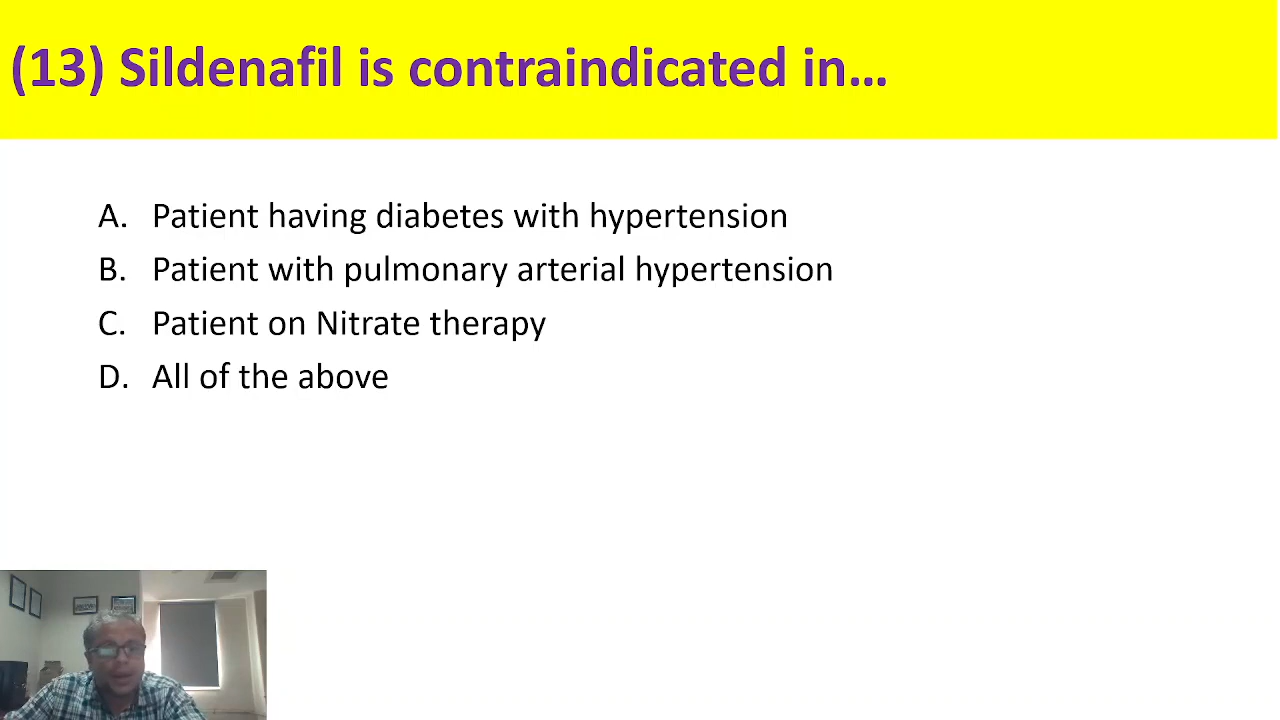 (13) Sildenafil is contraindicated in…
A. Patient having diabetes with hypertension
B. Patient with pulmonary arterial hypertension
C. Patient on Nitrate therapy
D. All of the above